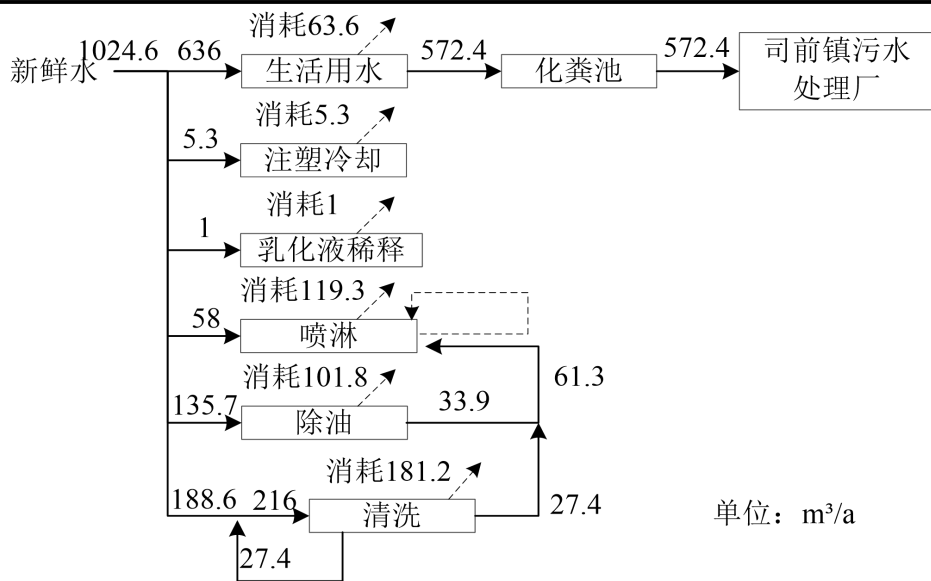 消耗63.6
1024.6 636 572.4 572.4
新鲜水 生活用水 化粪池 司前镇污水
处理厂
消耗5.3
5.3 注塑冷却
消耗1
1 乳化液稀释
消耗119.3
58 喷淋
消耗101.8 61.3
135.7 除油 33.9
消耗181.2
188.6 216 清洗 27.4 单位：m³/a
27.4